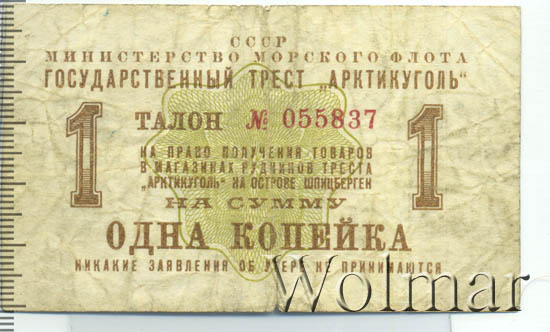 СССР
МИНИСТЕРСТВО МОРСКОГО ФЛОТА
ГОСУДАРСТВЕННЫЙ ТРЕСТ „АРКТИКУГОЛЬ“
1 ТАЛОН № 055837 1
НА ПРАВО ПОЛУЧЕНИЯ ТОВАРОВ
В МАГАЗИНАХ РУДНИКОВ ТРЕСТА
„АРКТИКУГОЛЬ“ НА ОСТРОВЕ ШПИЦБЕРГЕН
НА СУММУ
ОДНА КОПЕЙКА
НИКАКИЕ ЗАЯВЛЕНИЯ ОБ УТЕРЕ НЕ ПРИНИМАЮТСЯ
Wolmar